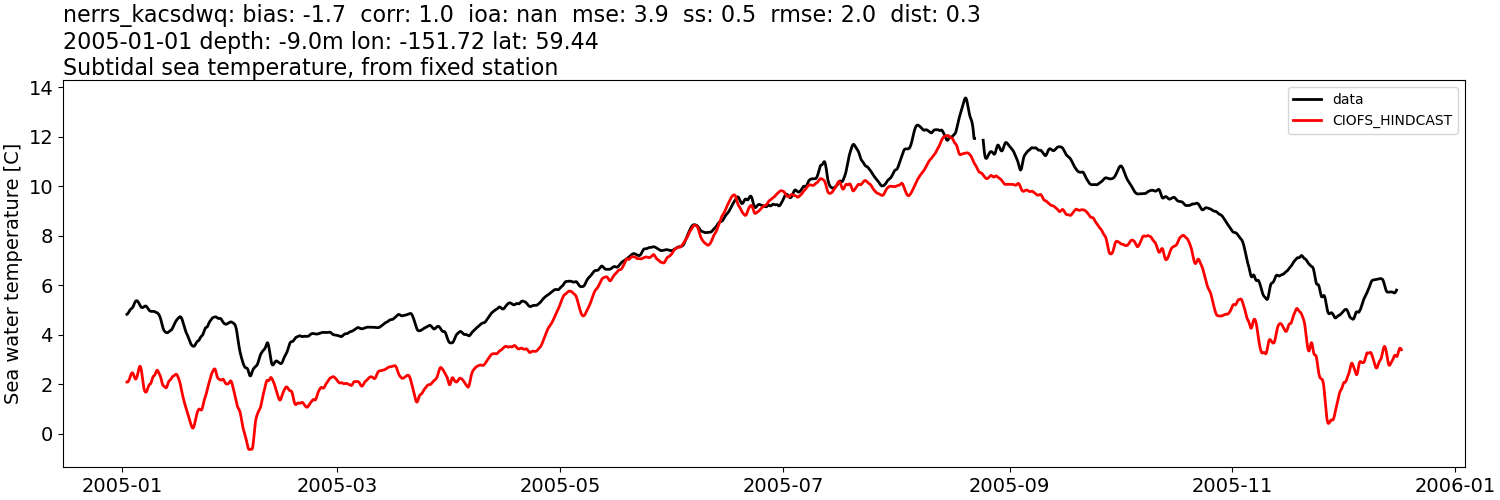 nerrs_kacsdwq: bias: -1.7 corr: 1.0 ioa: nan mse: 3.9 ss: 0.5 rmse: 2.0 dist: 0.3
2005-01-01 depth: -9.0m lon: -151.72 lat: 59.44
Subtidal sea temperature, from fixed station
Sea water temperature [C]
14
12
10
8
6
4
2
0
data
CIOFS_HINDCAST
2005-01 2005-03 2005-05 2005-07 2005-09 2005-11 2006-01